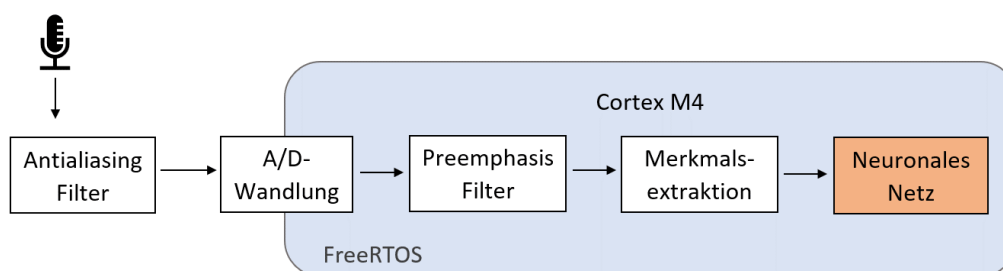 Cortex M4
Antialiasing
Filter
A/D-
Wandlung
Preemphasis
Filter
Merkmals-
extraktion
Neuronales
Netz
FreeRTOS